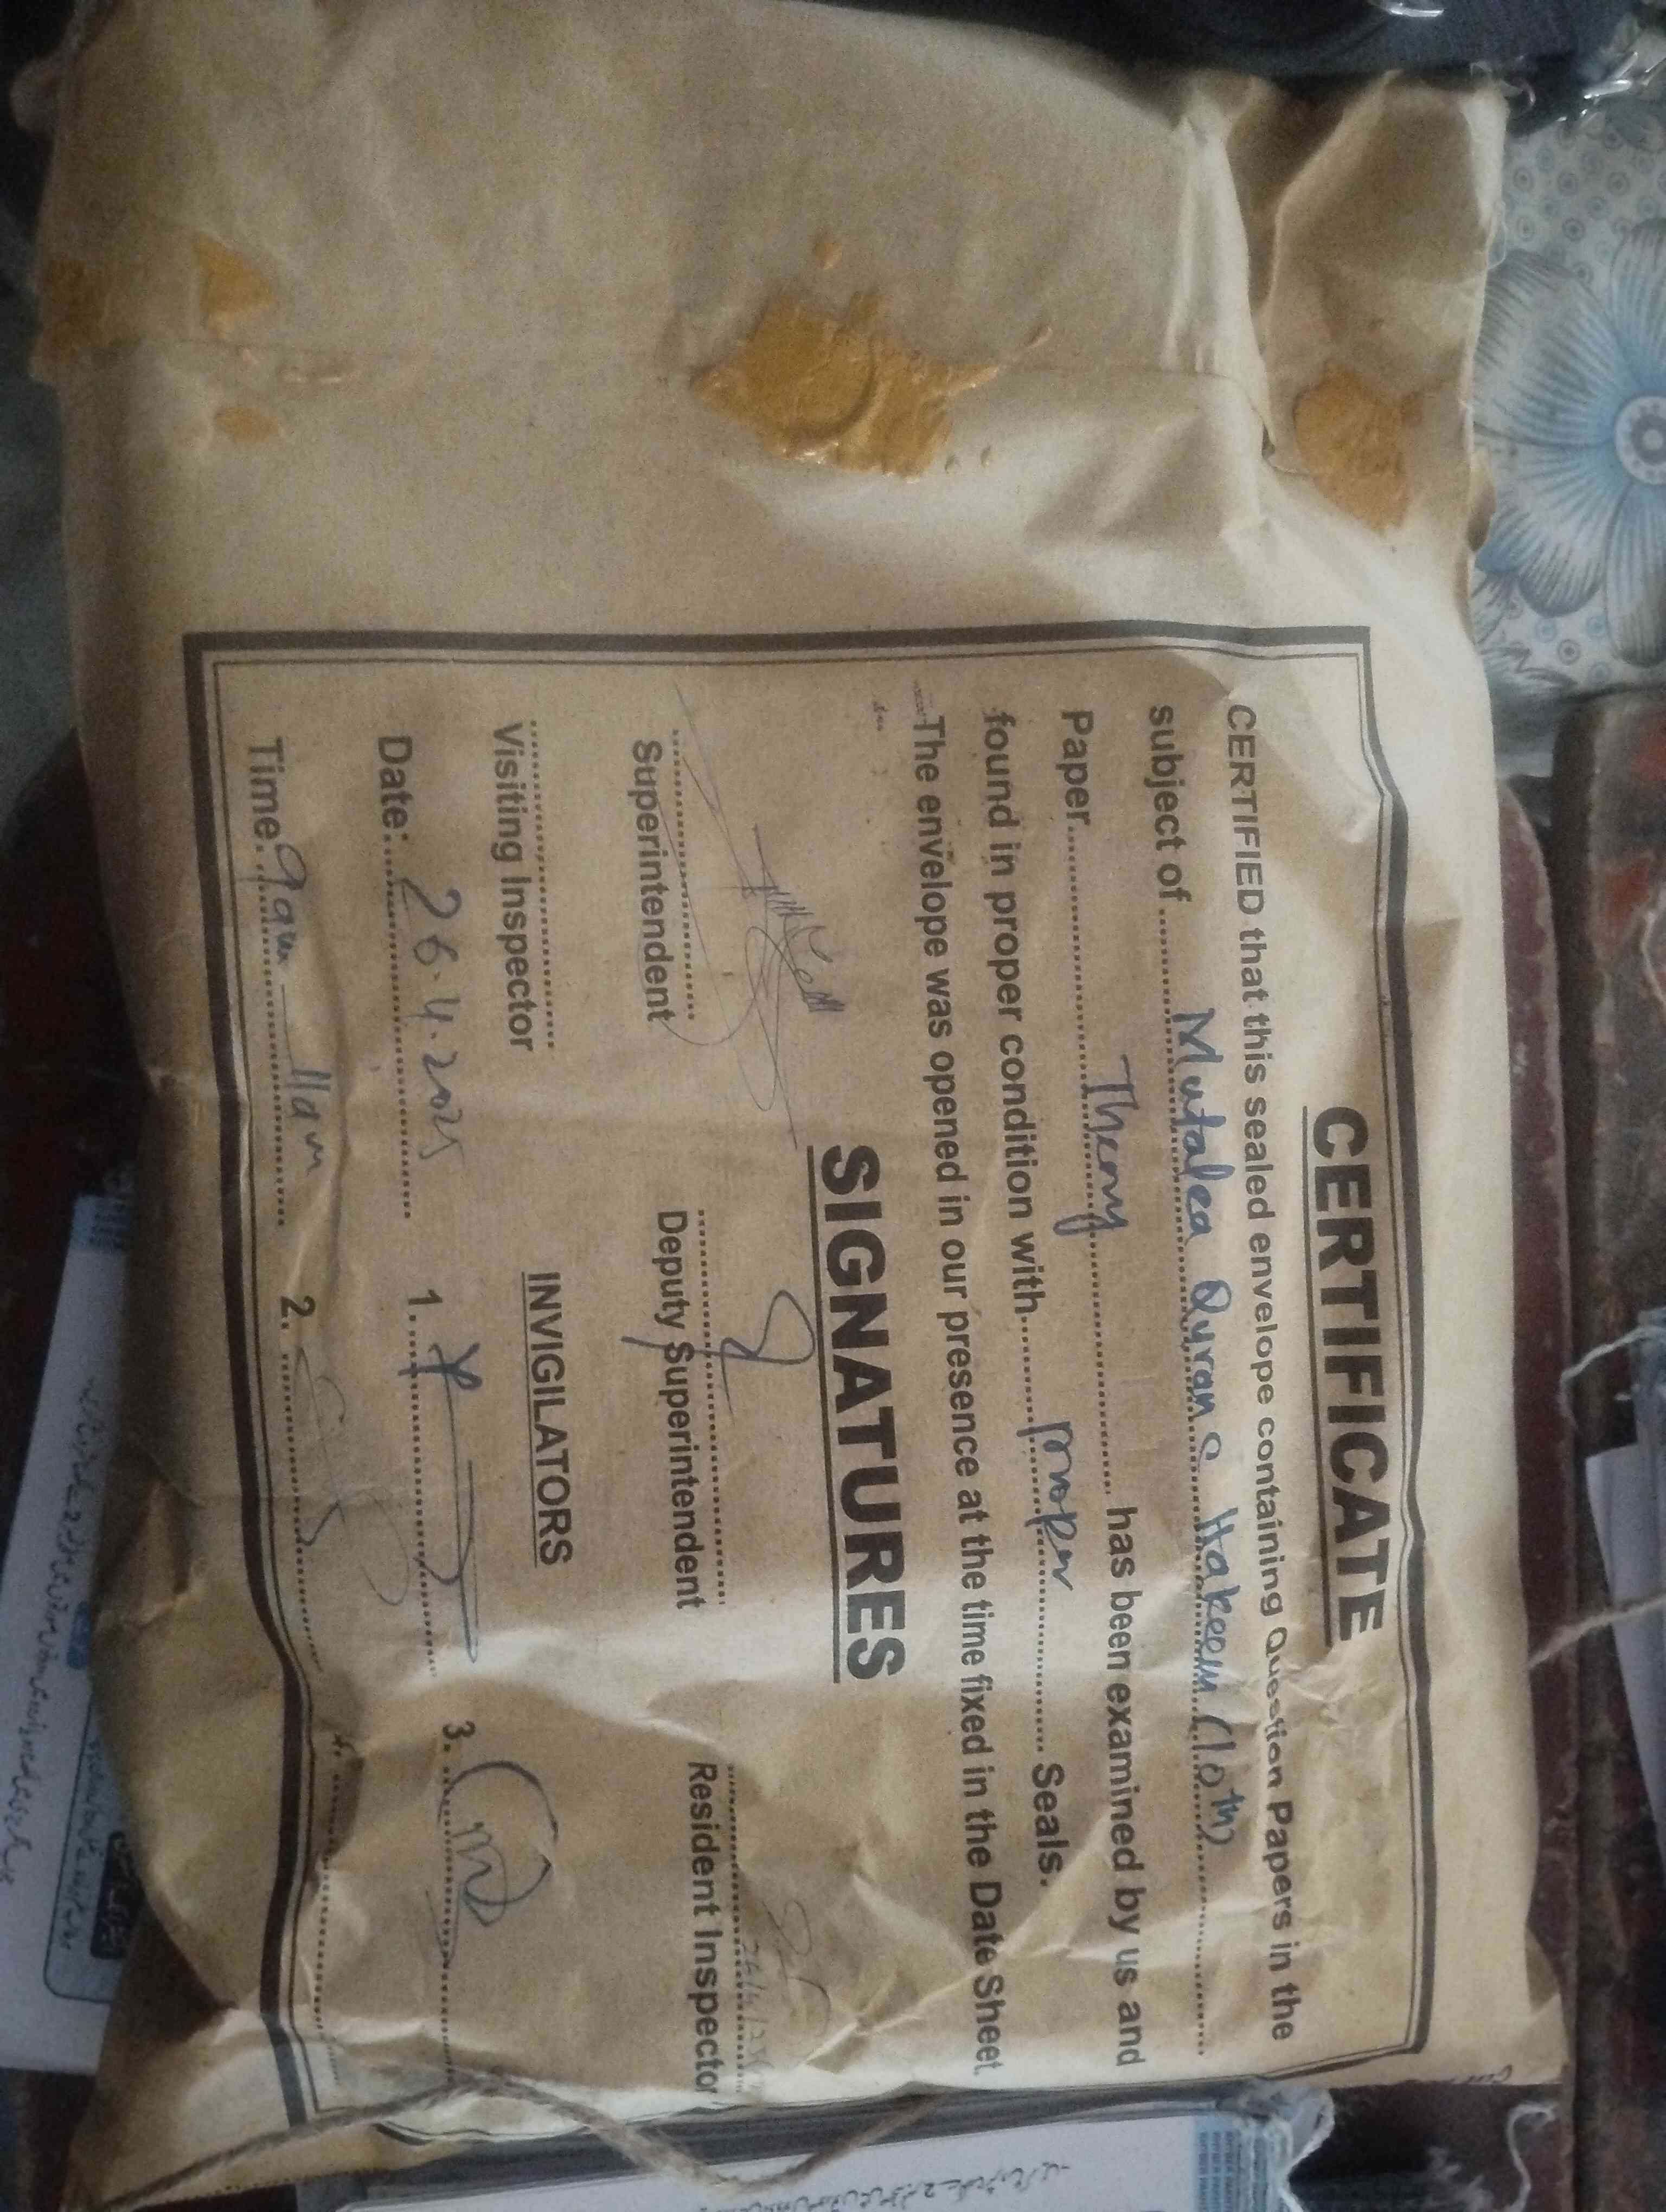 CERTIFICATE
CERTIFIED that this sealed envelope containing Question Papers in the
subject of Mutalea Quran e Hakeem (10th)
Paper Theory has been examined by us and
found in proper condition with proper Seals.
The envelope was opened in our presence at the time fixed in the Date Sheet
SIGNATURES
Superintendent
Deputy Superintendent
Resident Inspector
Visiting Inspector
INVIGILATORS
Date: 26.4.2025
1.
3.
Time. 9am 11am
2.
4.